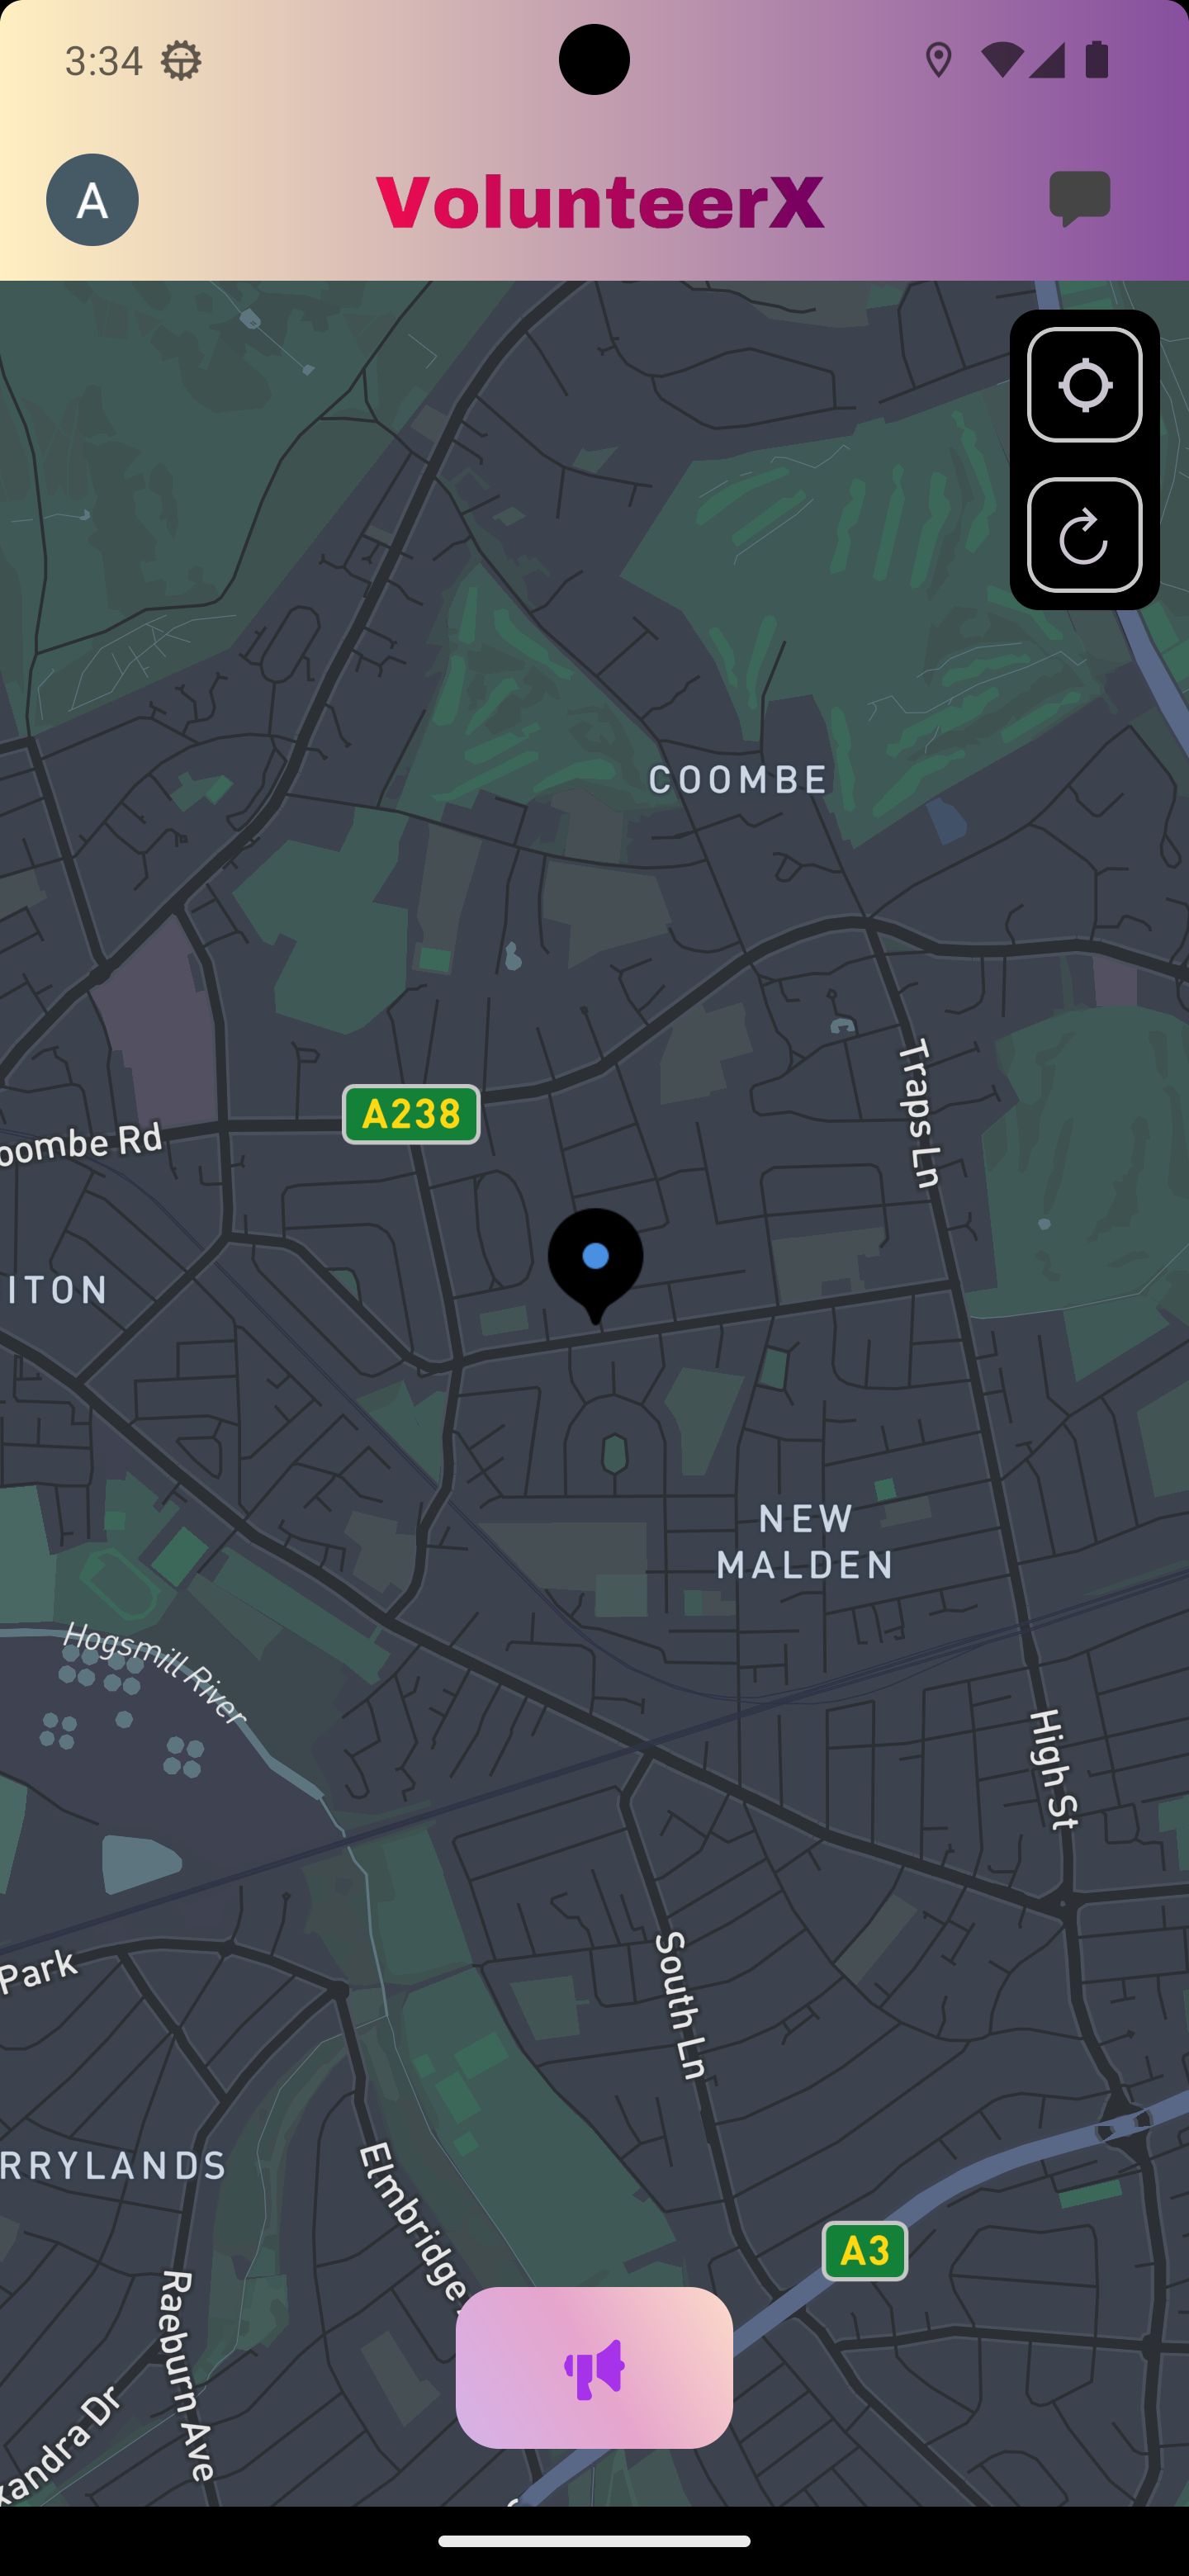 3:34
A
VolunteerX
COOMBE
A238
Traps Ln
oombe Rd
ITON
NEW
MALDEN
Hogsmill River
High St
South Ln
Park
RRYLANDS
Elmbridge
A3
Raeburn Ave
xandra Dr